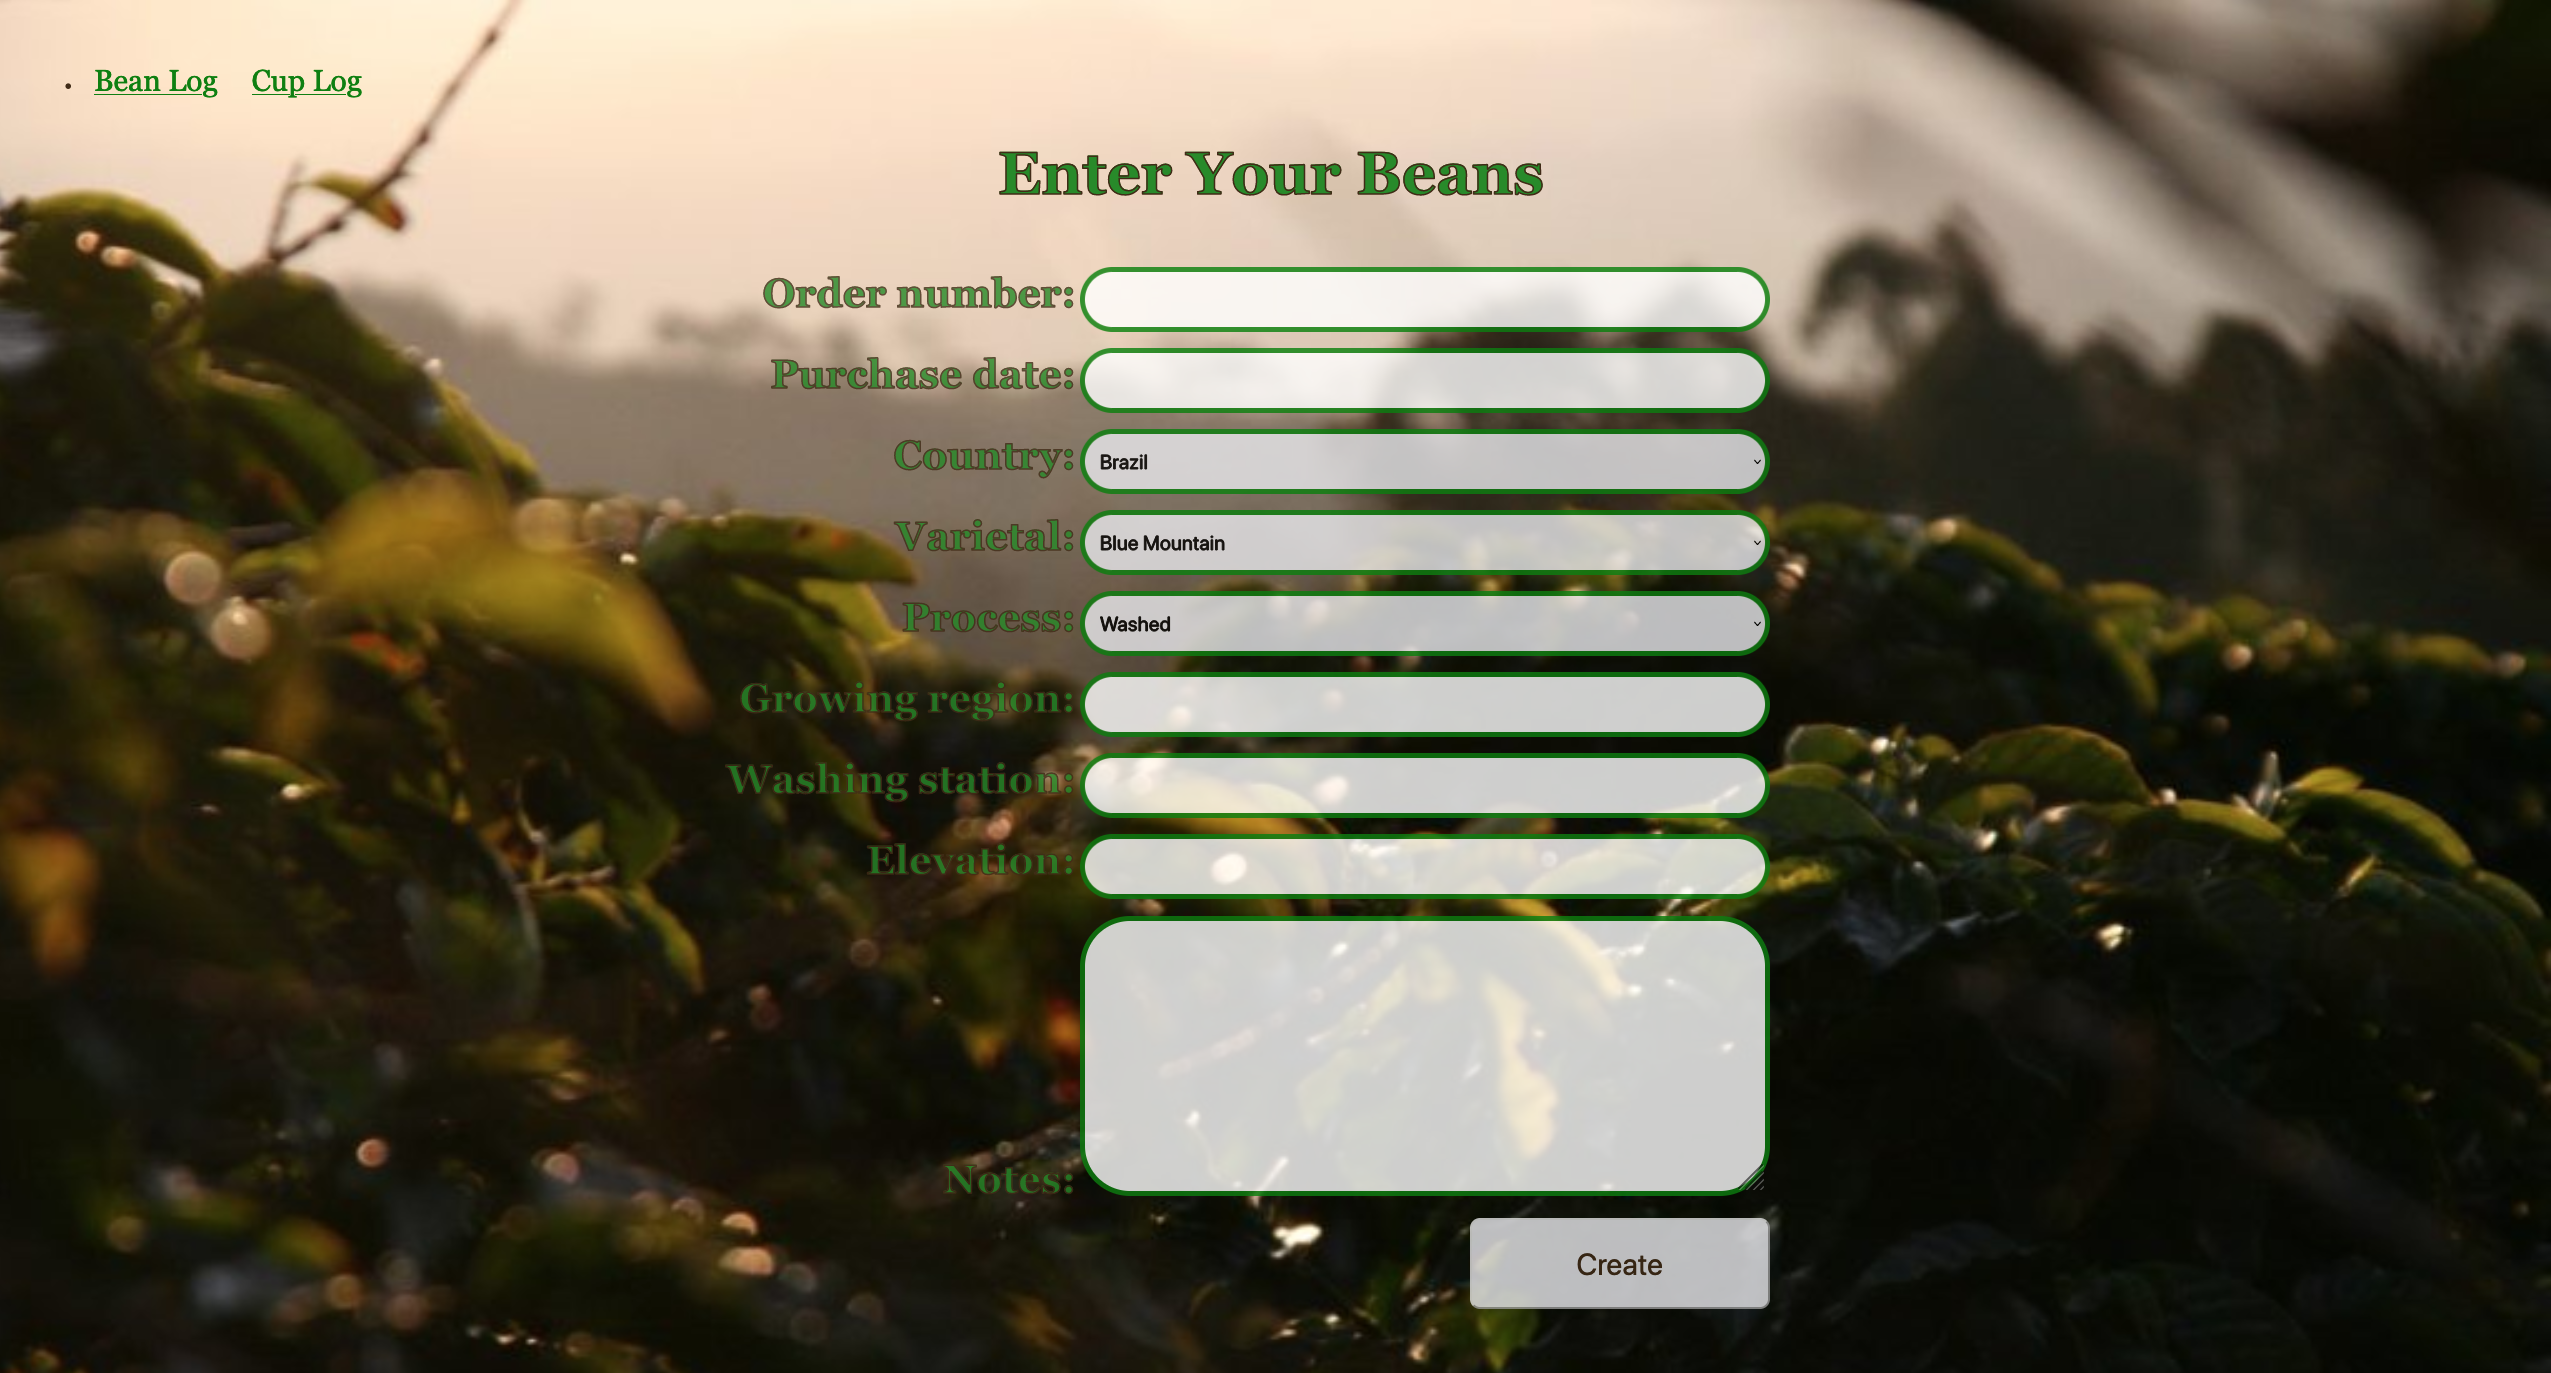 • Bean Log Cup Log
Enter Your Beans
Order number:
Purchase date:
Country: Brazil
Varietal: Blue Mountain
Process: Washed
Growing region:
Washing station:
Elevation:
Notes:
Create